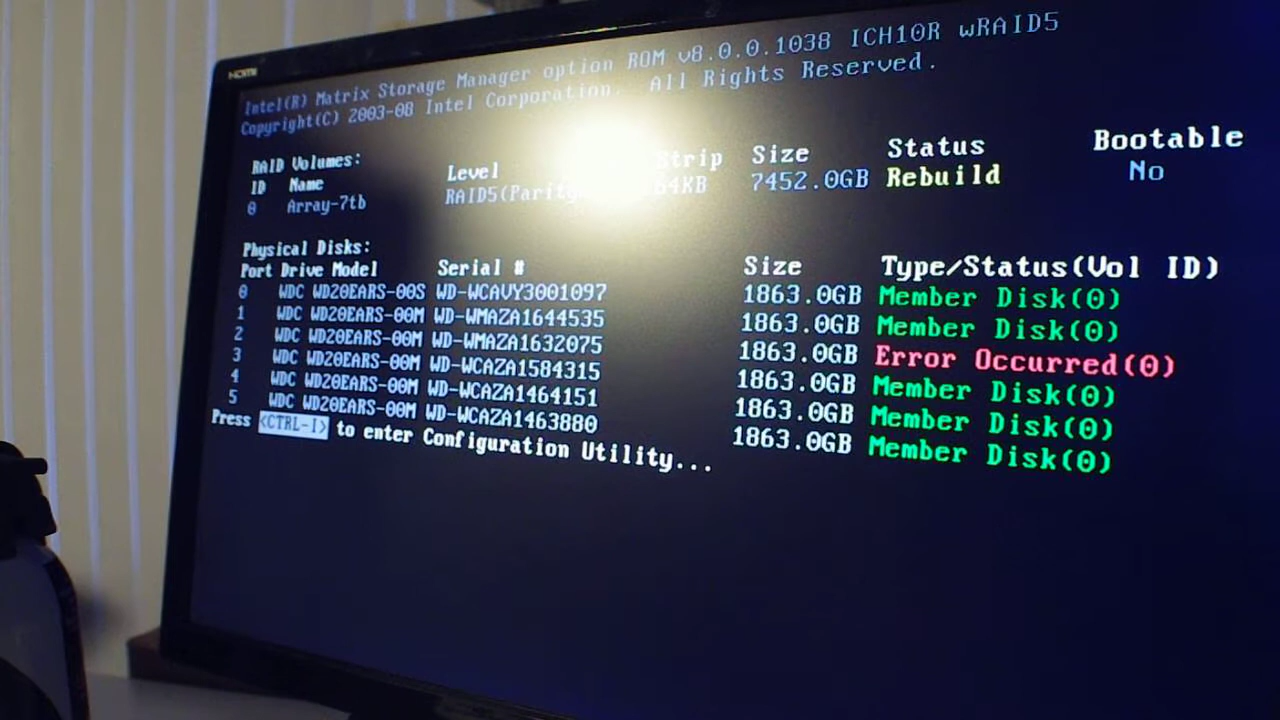 HDMI
Intel(R) Matrix Storage Manager option ROM v8.0.0.1038 ICH10R wRAID5
Copyright(C) 2003-08 Intel Corporation. All Rights Reserved.
RAID Volumes:
ID Name Level Strip Size Status Bootable
0 Array-7tb RAID5(Parity 64KB 7452.0GB Rebuild No
Physical Disks:
Port Drive Model Serial # Size Type/Status(Vol ID)
0 WDC WD20EARS-00S WD-WCAVY3001097 1863.0GB Member Disk(0)
1 WDC WD20EARS-00M WD-WMAZA1644535 1863.0GB Member Disk(0)
2 WDC WD20EARS-00M WD-WMAZA1632075 1863.0GB Error Occurred(0)
3 WDC WD20EARS-00M WD-WCAZA1584315 1863.0GB Member Disk(0)
4 WDC WD20EARS-00M WD-WCAZA1464151 1863.0GB Member Disk(0)
5 WDC WD20EARS-00M WD-WCAZA1463880 1863.0GB Member Disk(0)
Press <CTRL-I> to enter Configuration Utility...